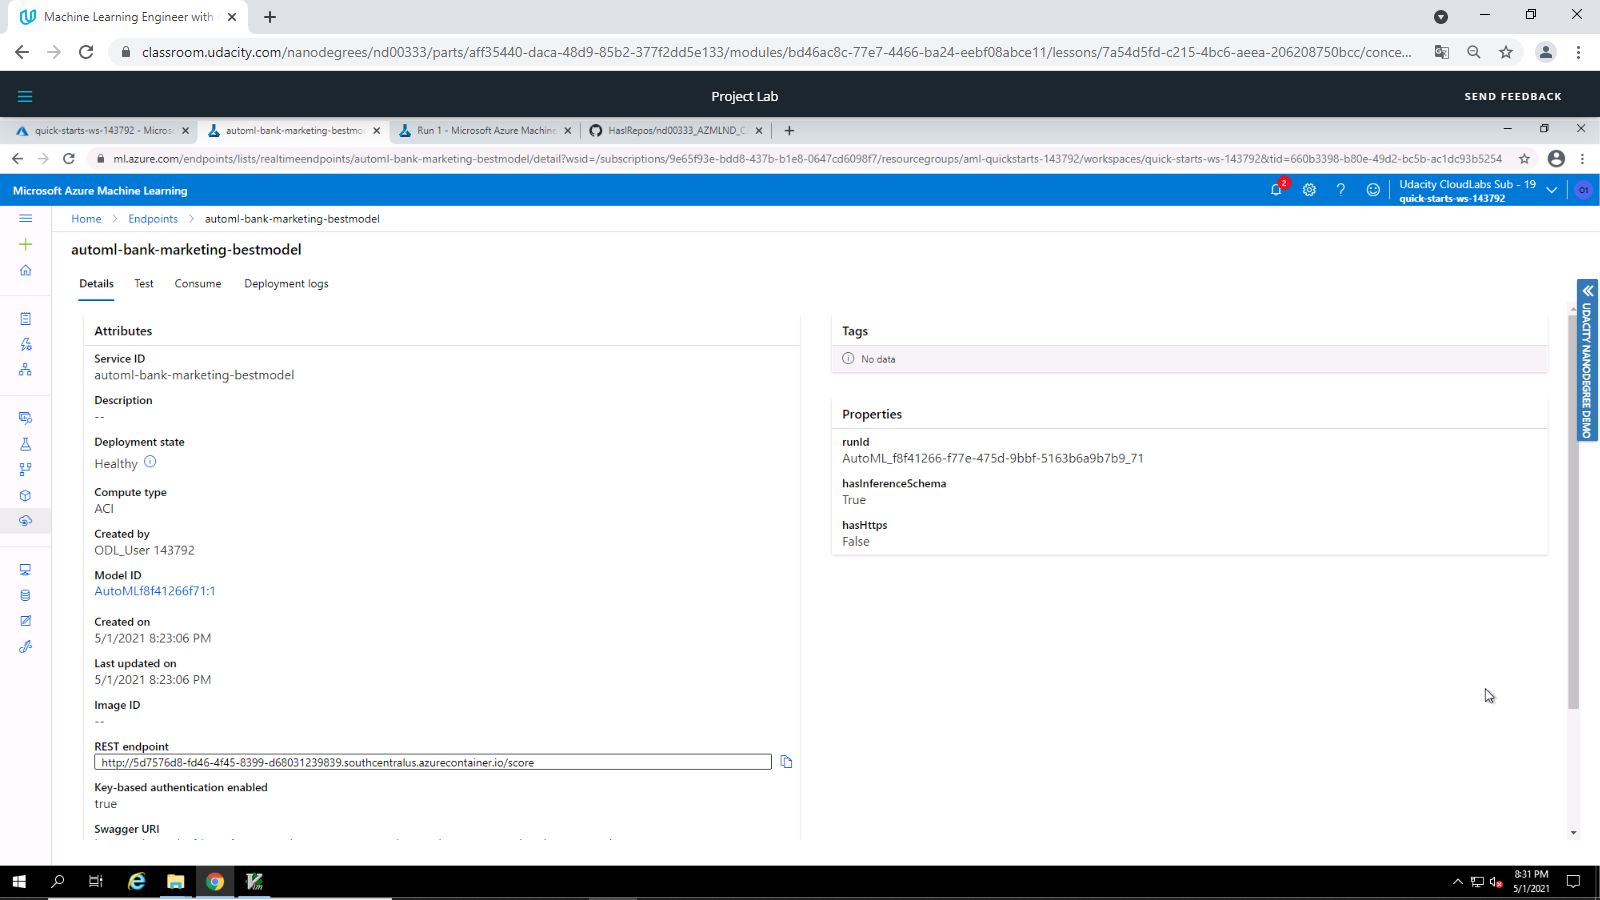 Machine Learning Engineer with
classroom.udacity.com/nanodegrees/nd00333/parts/aff35440-daca-48d9-85b2-377f2dd5e133/modules/bd46ac8c-77e7-4466-ba24-eebf08abce11/lessons/7a54d5fd-c215-4bc6-aeea-206208750bcc/conce...
Project Lab
SEND FEEDBACK
quick-starts-ws-143792 - Micros
automl-bank-marketing-bestmo
Run 1 - Microsoft Azure Machine
HasIRepos/nd00333_AZMLND_C
ml.azure.com/endpoints/lists/realtimeendpoints/automl-bank-marketing-bestmodel/detail?wsid=/subscriptions/9e65f93e-bdd8-437b-b1e8-0647cd6098f7/resourcegroups/aml-quickstarts-143792/workspaces/quick-starts-ws-143792&tid=660b3398-b80e-49d2-bc5b-ac1dc93b5254
Microsoft Azure Machine Learning
2
?
Udacity CloudLabs Sub - 19
quick-starts-ws-143792
O1
Home > Endpoints > automl-bank-marketing-bestmodel
automl-bank-marketing-bestmodel
Details
Test
Consume
Deployment logs
Attributes
Service ID
automl-bank-marketing-bestmodel
Description
--
Deployment state
Healthy
Compute type
ACI
Created by
ODL_User 143792
Model ID
AutoMLf8f41266f71:1
Created on
5/1/2021 8:23:06 PM
Last updated on
5/1/2021 8:23:06 PM
Image ID
--
REST endpoint
http://5d7576d8-fd46-4f45-8399-d68031239839.southcentralus.azurecontainer.io/score
Key-based authentication enabled
true
Swagger URI
Tags
No data
Properties
runId
AutoML_f8f41266-f77e-475d-9bbf-5163b6a9b7b9_71
hasInferenceSchema
True
hasHttps
False
UDACITY NANODEGREE DEMO
8:31 PM
5/1/2021